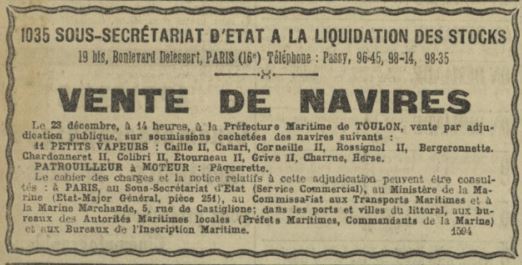 1035 SOUS-SECRÉTARIAT D'ETAT A LA LIQUIDATION DES STOCKS
19 bis, Boulevard Delessert, PARIS (16e) Téléphone : Passy, 96-45, 98-14, 98-35
VENTE DE NAVIRES
Le 23 décembre, à 14 heures, à la Préfecture Maritime de TOULON, vente par adju-
dication publique, sur soumissions cachetées des navires suivants :
11 PETITS VAPEURS : Caille II, Canari, Corneille II, Rossignol II, Bergeronnette,
Chardonneret II, Colibri II, Etourneau II, Grive II, Charrue, Herse.
PATROUILLEUR à MOTEUR : Pâquerette.
Le cahier des charges et la notice relatifs à cette adjudication peuvent être consul-
tés : à PARIS, au Sous-Secrétariat d'Etat (Service Commercial), au Ministère de la Ma-
rine (Etat-Major Général, pièce 251), au Commissariat aux Transports Maritimes et à
la Marine Marchande, 5, rue de Castiglione; dans les ports et villes du littoral, aux bu-
reaux des Autorités Maritimes locales (Préfets Maritimes, Commandants de la Marine)
et aux Bureaux de l'Inscription Maritime. 1594